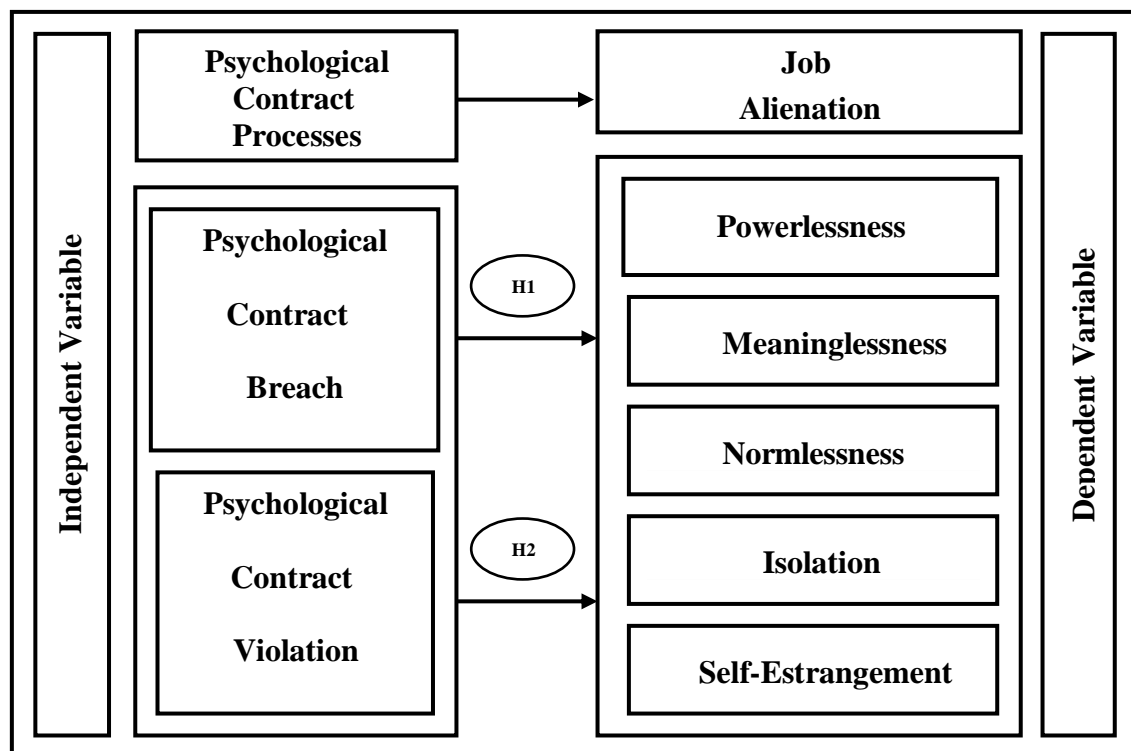 Independent Variable
Psychological
Contract
Processes
Job
Alienation
Psychological
Contract
Breach
H1
Powerlessness
Meaninglessness
Normlessness
Psychological
Contract
Violation
H2
Isolation
Self-Estrangement
Dependent Variable